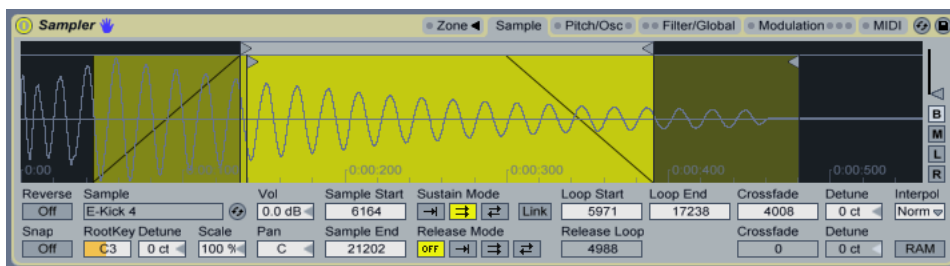 Sampler Zone Sample Pitch/Osc Filter/Global Modulation MIDI
B
M
L
R
0:00 0:00:100 0:00:200 0:00:300 0:00:400 0:00:500
Reverse Sample Vol Sample Start Sustain Mode Loop Start Loop End Crossfade Detune Interpol
Off E-Kick 4 0.0 dB 6164 Link 5971 17238 4008 0 ct Norm
Snap RootKey Detune Scale Pan Sample End Release Mode Release Loop Crossfade Detune
Off C3 0 ct 100 % C 21202 OFF 4988 0 0 ct RAM